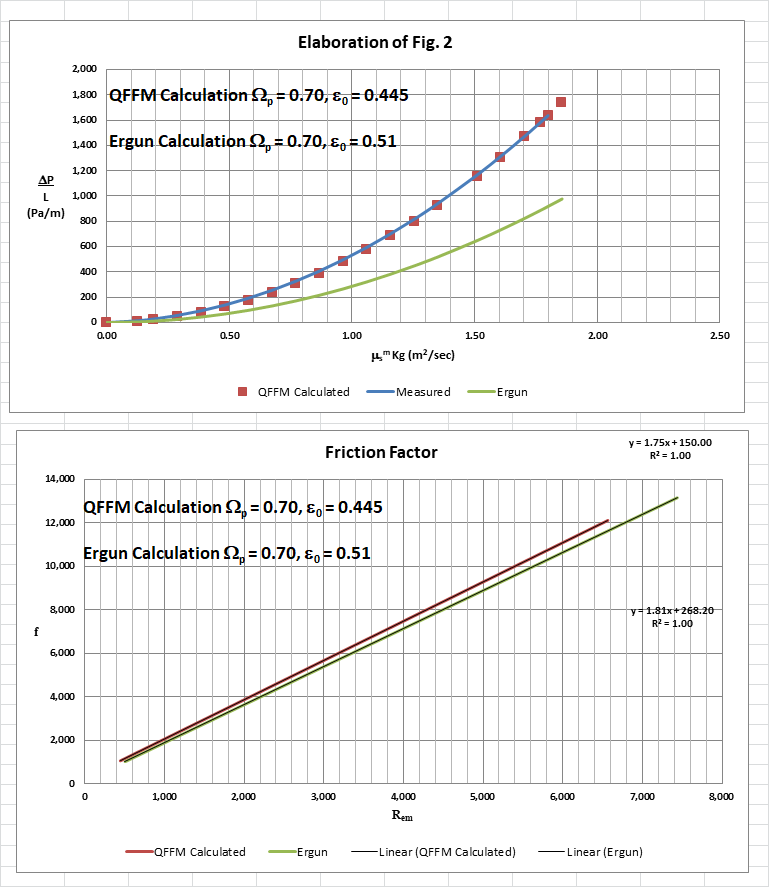 Elaboration of Fig. 2
QFFM Calculation Ωp = 0.70, ε0 = 0.445
Ergun Calculation Ωp = 0.70, ε0 = 0.51
2,000
1,800
1,600
1,400
1,200
1,000
800
600
400
200
0
ΔP
L
(Pa/m)
0.00 0.50 1.00 1.50 2.00 2.50
μsm Kg (m2/sec)
QFFM Calculated Measured Ergun
Friction Factor
y = 1.75x + 150.00
R² = 1.00
QFFM Calculation Ωp = 0.70, ε0 = 0.445
Ergun Calculation Ωp = 0.70, ε0 = 0.51
14,000
12,000
10,000
8,000
6,000
4,000
2,000
0
y = 1.81x + 268.20
R² = 1.00
f
0 1,000 2,000 3,000 4,000 5,000 6,000 7,000 8,000
Rem
QFFM Calculated Ergun Linear (QFFM Calculated) Linear (Ergun)